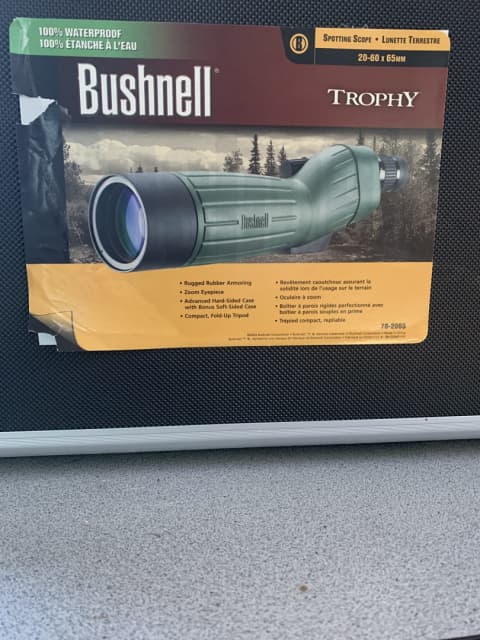 100% WATERPROOF
100% ÉTANCHE À L'EAU
B
SPOTTING SCOPE • LUNETTE TERRESTRE
20-60 x 65MM
Bushnell®
TROPHY
Bushnell
• Rugged Rubber Armoring
• Zoom Eyepiece
• Advanced Hard-Sided Case
with Bonus Soft-Sided Case
• Compact, Fold-Up Tripod
• Revêtement caoutchouc assurant la
solidité lors de l'usage sur le terrain
• Oculaire à zoom
• Boîtier à parois rigides perfectionné avec
boîtier à parois souples en prime
• Trépied compact, repliable
78-2065